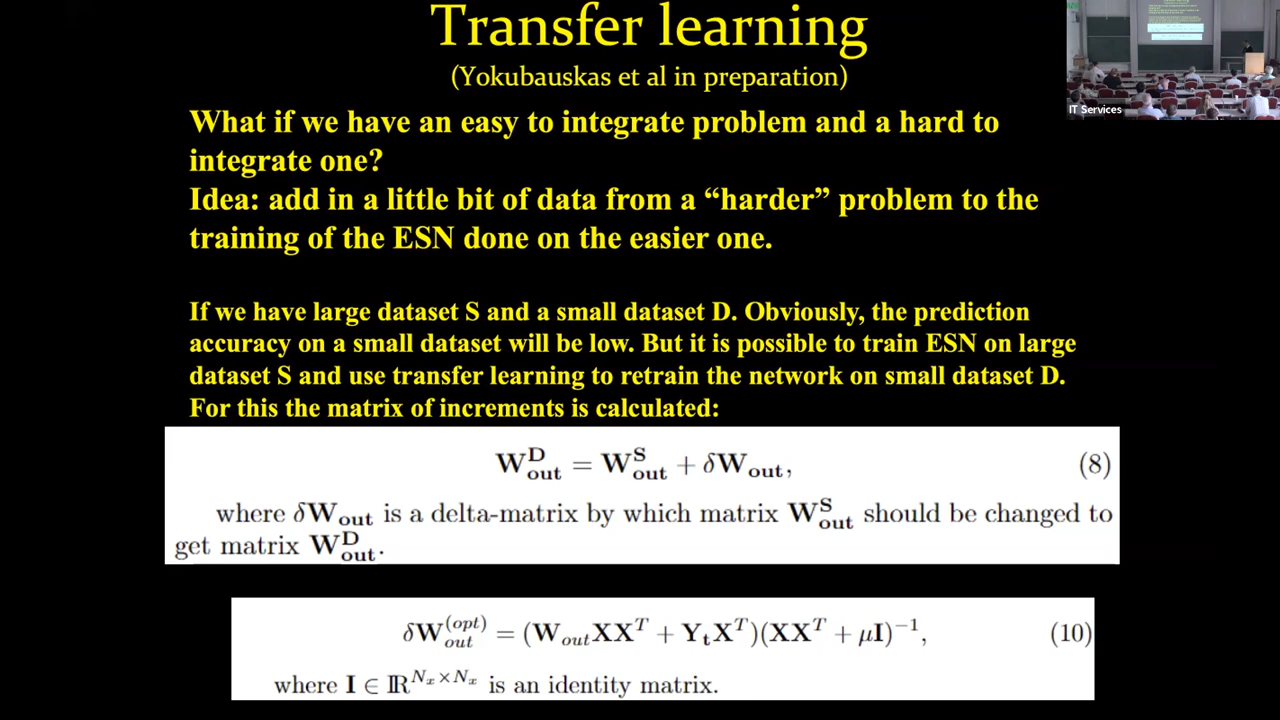 Transfer learning
(Yokubauskas et al in preparation)
What if we have an easy to integrate problem and a hard to
integrate one?
Idea: add in a little bit of data from a “harder” problem to the
training of the ESN done on the easier one.
If we have large dataset S and a small dataset D. Obviously, the prediction
accuracy on a small dataset will be low. But it is possible to train ESN on large
dataset S and use transfer learning to retrain the network on small dataset D.
For this the matrix of increments is calculated:
W^D_out = W^S_out + δW_out, (8)
where δW_out is a delta-matrix by which matrix W^S_out should be changed to
get matrix W^D_out.
δW^(opt)_out = (W_out XX^T + Y_t X^T)(XX^T + μI)^−1, (10)
where I ∈ ℝ^{N_x×N_x} is an identity matrix.
IT Services